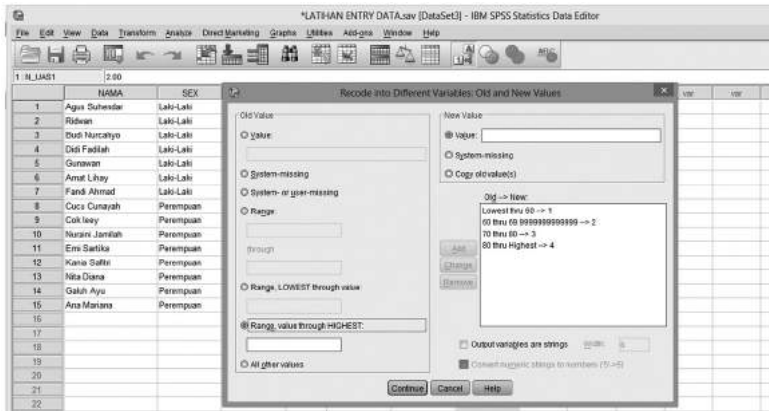 *LATIHAN ENTRY DATA.sav [DataSet3] - IBM SPSS Statistics Data Editor
File Edit View Data Transform Analyze Direct Marketing Graphs Utilities Add-ons Window Help
1 : N_UAS1 2.00
NAMA SEX var var
1 Agus Suhendar Laki-Laki
2 Ridwan Laki-Laki
3 Budi Nurcahyo Laki-Laki
4 Didi Fadilah Laki-Laki
5 Gunawan Laki-Laki
6 Amat Lihay Laki-Laki
7 Fandi Ahmad Laki-Laki
8 Cucu Cunayah Perempuan
9 Cok leey Perempuan
10 Nuraini Jamilah Perempuan
11 Emi Sartika Perempuan
12 Kania Safitri Perempuan
13 Nita Diana Perempuan
14 Galuh Ayu Perempuan
15 Ana Mariana Perempuan
16
17
18
19
20
21
22
Recode into Different Variables: Old and New Values
Old Value
Value:
System-missing
System- or user-missing
Range:
through
Range, LOWEST through value:
Range, value through HIGHEST:
All other values
New Value
Value:
System-missing
Copy old value(s)
Old --> New:
Lowest thru 60 --> 1
60 thru 69.9999999999999 --> 2
70 thru 80 --> 3
80 thru Highest --> 4
Add
Change
Remove
Output variables are strings Width: 8
Convert numeric strings to numbers ('5'->5)
Continue Cancel Help